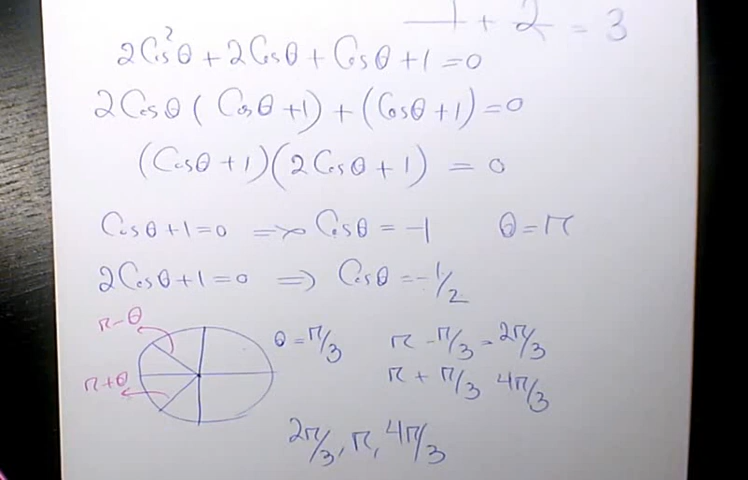 1 + 2 = 3
2Cos²θ + 2Cosθ + Cosθ + 1 = 0
2Cosθ ( Cosθ + 1) + (Cosθ + 1) = 0
(Cosθ + 1)(2Cosθ + 1) = 0
Cosθ + 1 = 0 => Cosθ = -1 θ = π
2Cosθ + 1 = 0 => Cosθ = -1/2
π - θ
θ = π/3 π - π/3 = 2π/3
π + θ π + π/3 4π/3
2π/3, π, 4π/3